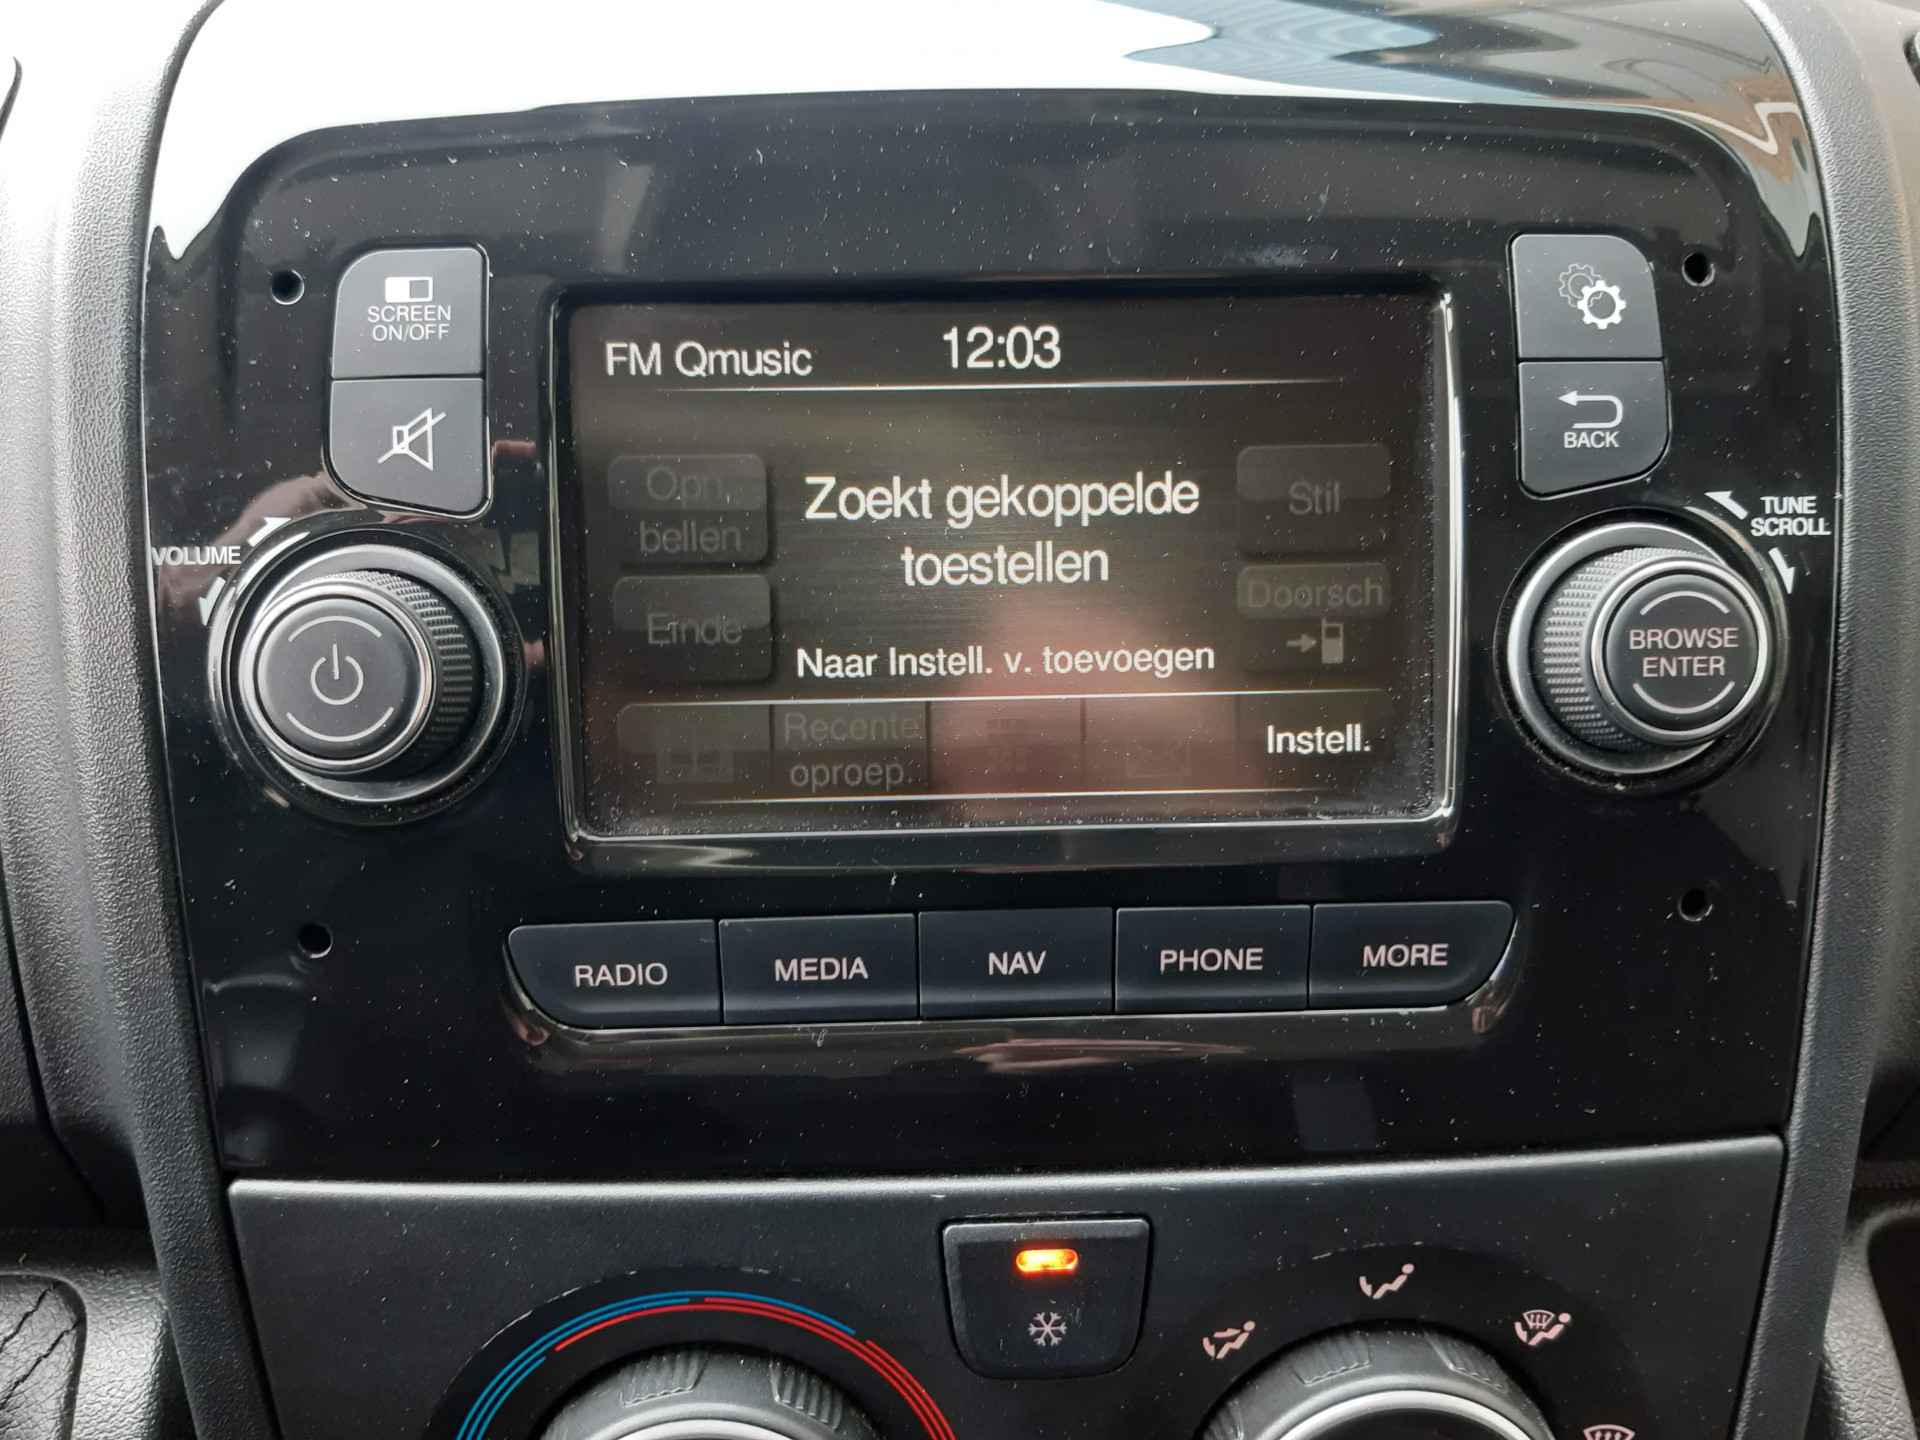 SCREEN
ON/OFF
VOLUME
FM Qmusic 12:03
Opn.
bellen
Zoekt gekoppelde
toestellen
Stil
Einde
Doorsch
Naar Instell. v. toevoegen
Recente
oproep.
Instell.
BACK
TUNE
SCROLL
BROWSE
ENTER
RADIO
MEDIA
NAV
PHONE
MORE